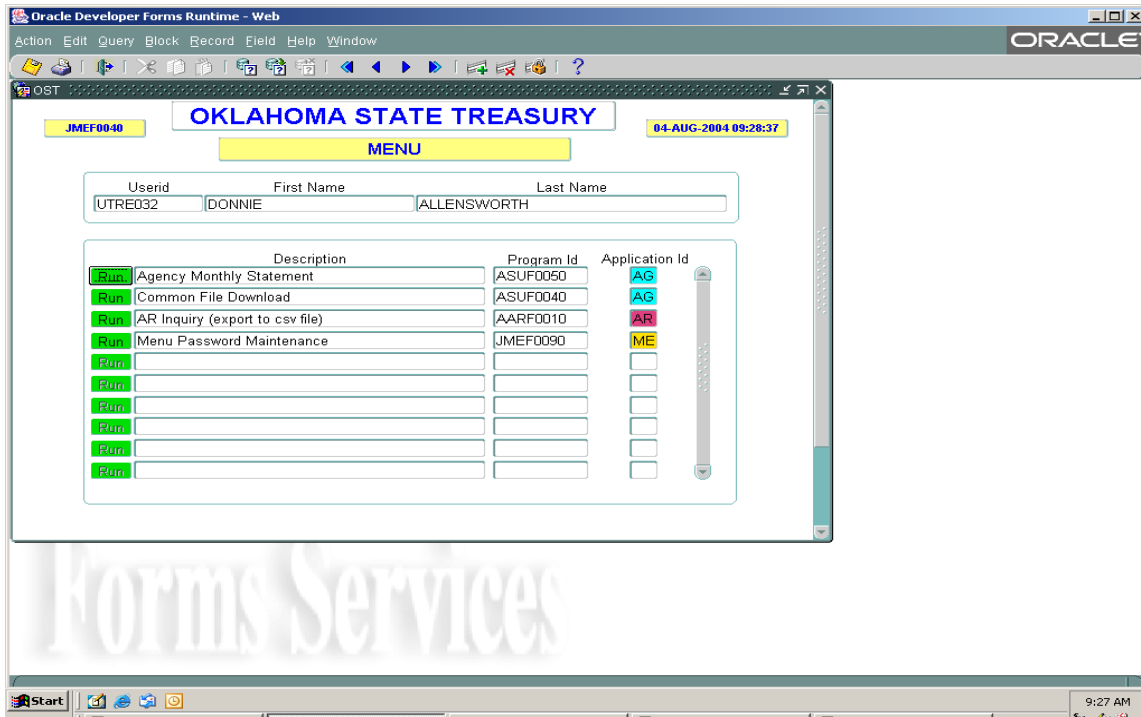 Oracle Developer Forms Runtime - Web
Action Edit Query Block Record Field Help Window
ORACLE
OST
JMEF0040
OKLAHOMA STATE TREASURY
04-AUG-2004 09:28:37
MENU
Userid First Name Last Name
UTRE032 DONNIE ALLENSWORTH
Description Program Id Application Id
Run Agency Monthly Statement ASUF0050 AG
Run Common File Download ASUF0040 AG
Run AR Inquiry (export to csv file) AARF0010 AR
Run Menu Password Maintenance JMEF0090 ME
Run
Run
Run
Run
Run
Run
Forms Services
Start
9:27 AM